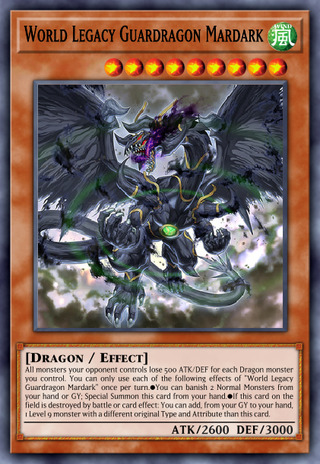 World Legacy Guardragon Mardark
WIND
風
[Dragon / Effect]
All monsters your opponent controls lose 500 ATK/DEF for each Dragon monster
you control. You can only use each of the following effects of "World Legacy
Guardragon Mardark" once per turn.●You can banish 2 Normal Monsters from
your hand or GY; Special Summon this card from your hand.●If this card on the
field is destroyed by battle or card effect: You can add, from your GY to your hand,
1 Level 9 monster with a different original Type and Attribute than this card.
ATK/2600 DEF/3000